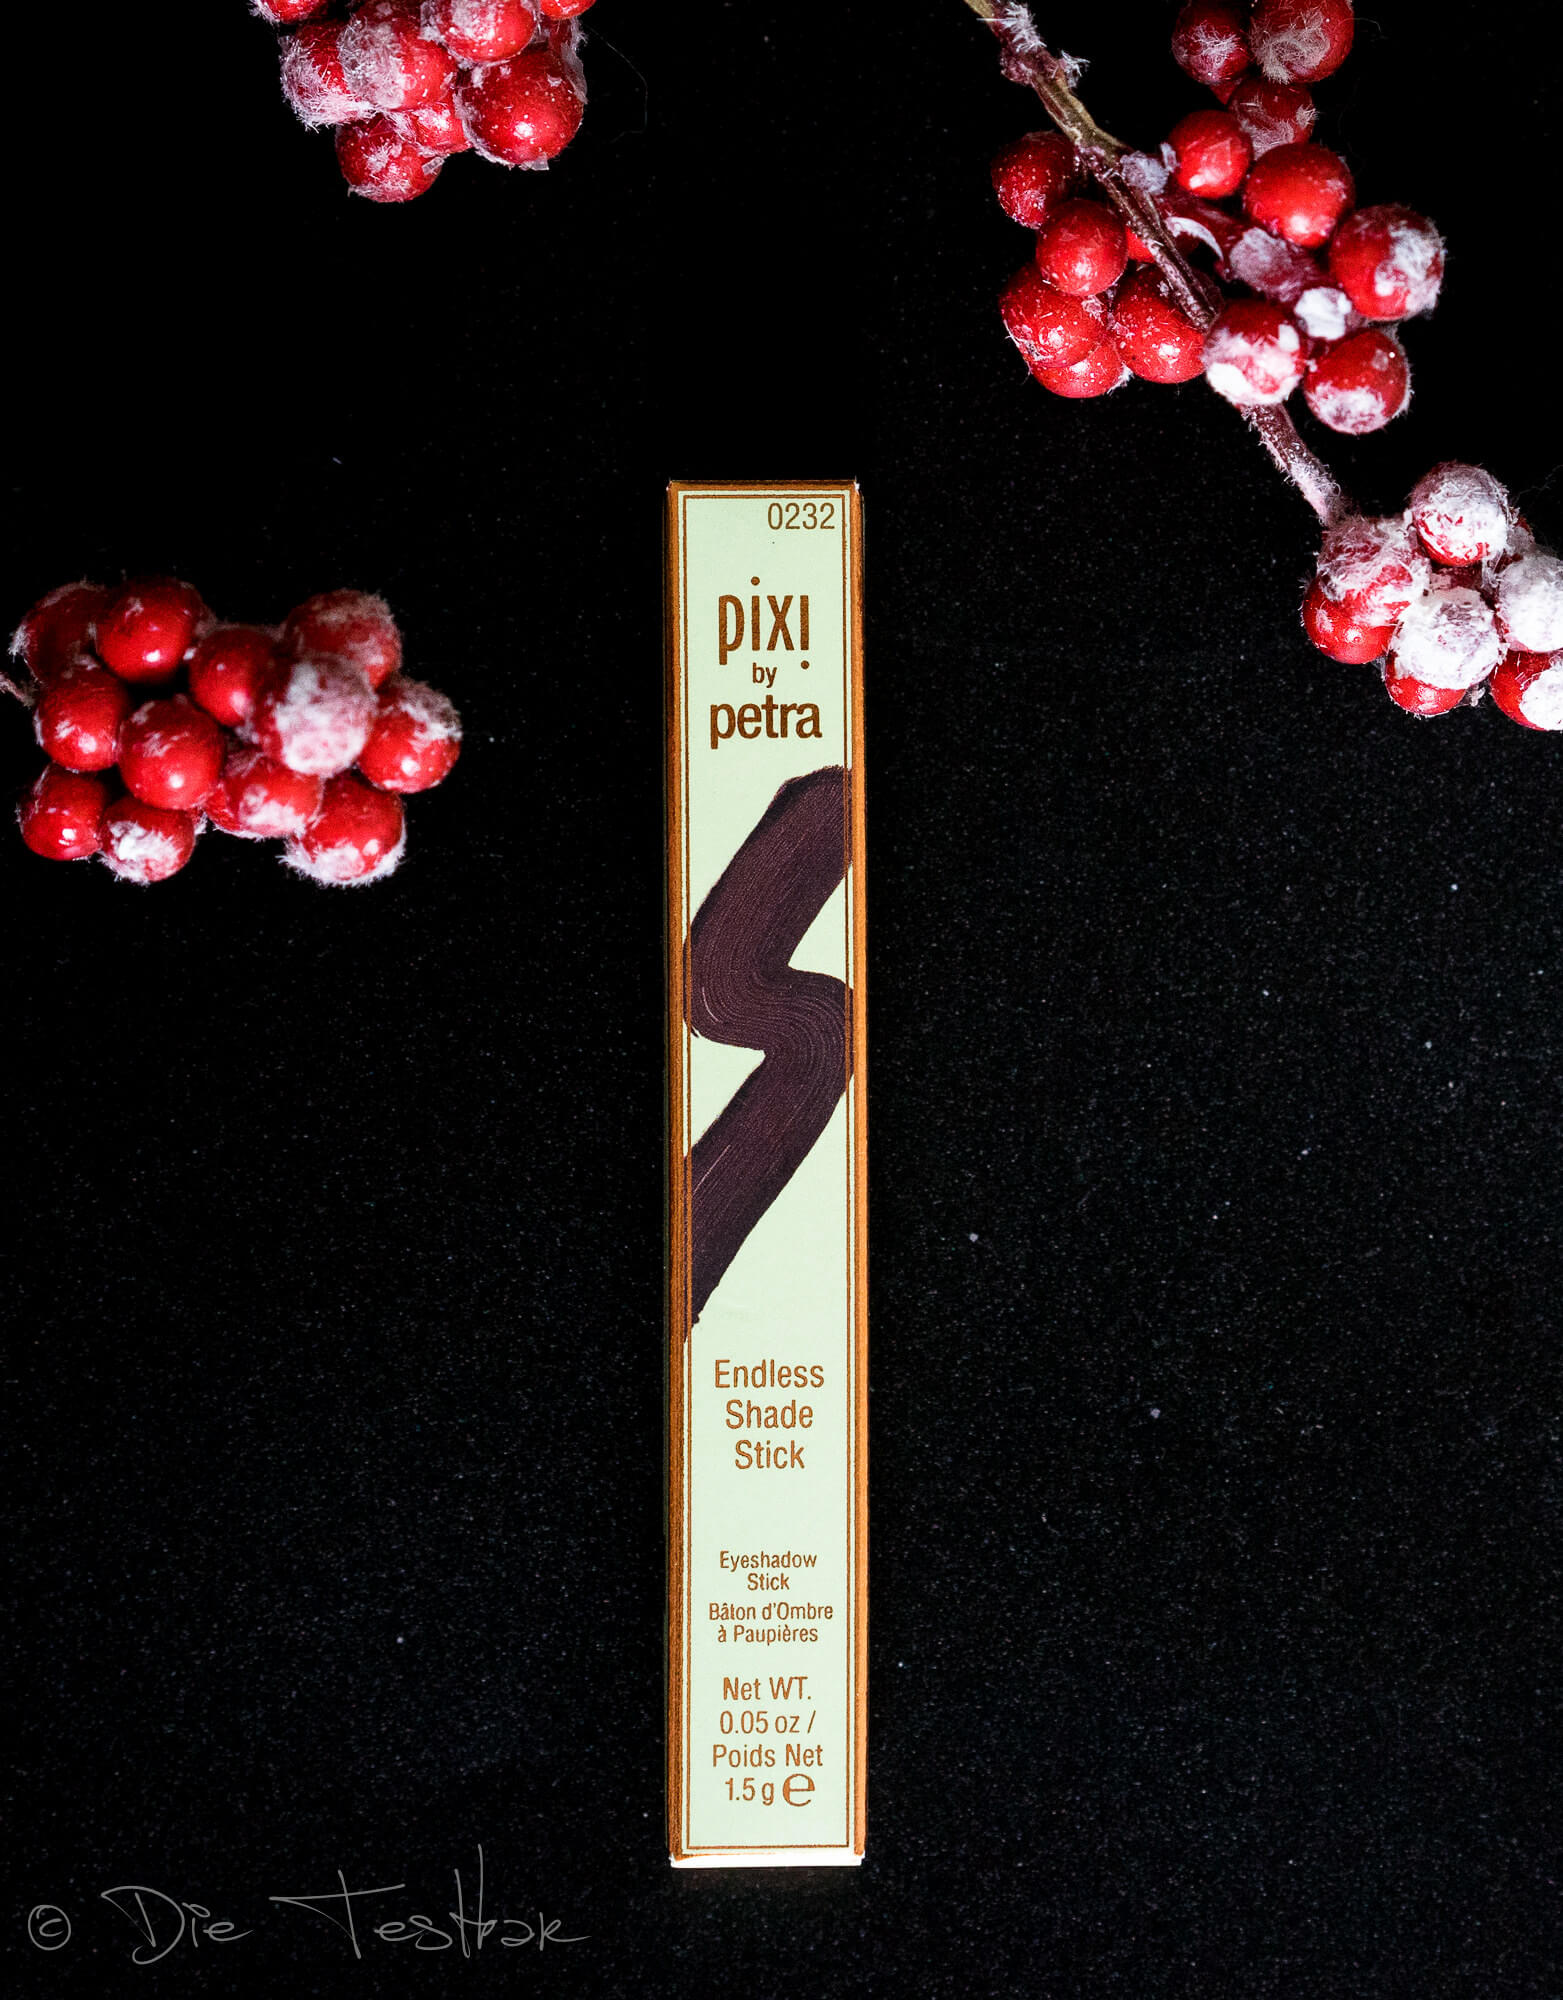 0232
pixi
by
petra
Endless
Shade
Stick
Eyeshadow
Stick
Bâton d'Ombre
à Paupières
Net WT.
0.05 oz /
Poids Net
1.5 g ℮
© Die Testbar